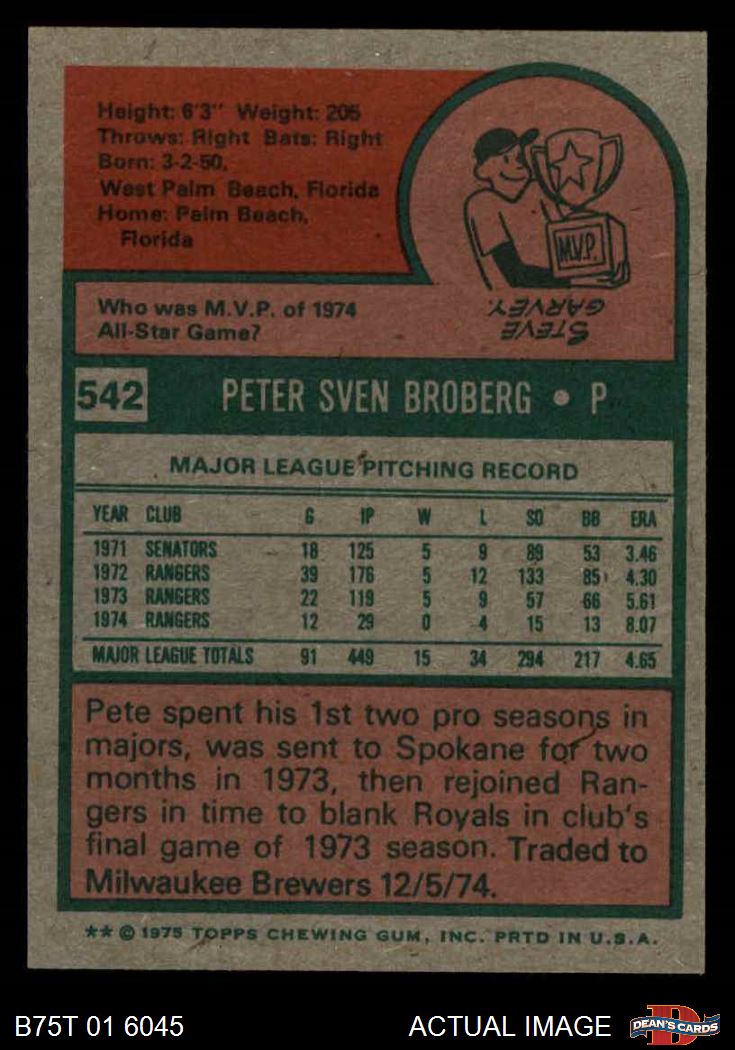 Height: 6'3" Weight: 205
Throws: Right Bats: Right
Born: 3-2-50,
West Palm Beach, Florida
Home: Palm Beach,
Florida
M.V.P.
Who was M.V.P. of 1974
All-Star Game?
STEVE
GARVEY.
542 PETER SVEN BROBERG • P
MAJOR LEAGUE PITCHING RECORD
YEAR CLUB G IP W L SO BB ERA
1971 SENATORS 18 125 5 9 89 53 3.46
1972 RANGERS 39 176 5 12 133 85 4.30
1973 RANGERS 22 119 5 9 57 66 5.61
1974 RANGERS 12 29 0 4 15 13 8.07
MAJOR LEAGUE TOTALS 91 449 15 34 294 217 4.65
Pete spent his 1st two pro seasons in
majors, was sent to Spokane for two
months in 1973, then rejoined Ran-
gers in time to blank Royals in club's
final game of 1973 season. Traded to
Milwaukee Brewers 12/5/74.
** © 1975 TOPPS CHEWING GUM, INC. PRTD IN U.S.A.
B75T 01 6045 ACTUAL IMAGE DEAN'S CARDS